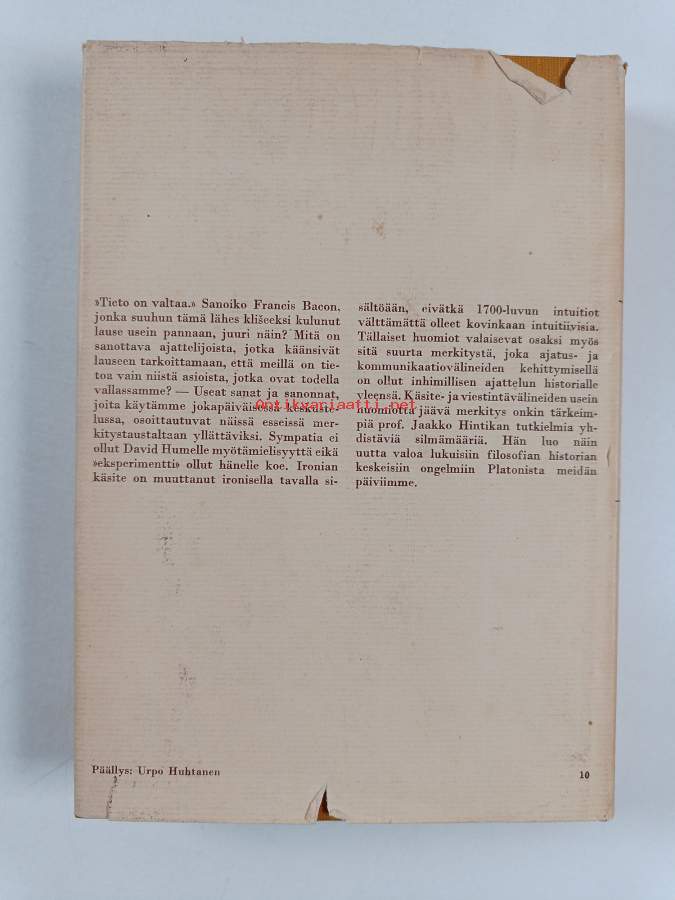 »Tieto on valtaa.» Sanoiko Francis Bacon,
jonka suuhun tämä lähes klišeeksi kulunut
lause usein pannaan, juuri näin? Mitä on
sanottava ajattelijoista, jotka käänsivät
lauseen tarkoittamaan, että meillä on tie-
toa vain niistä asioista, jotka ovat todella
vallassamme? — Useat sanat ja sanonnat,
joita käytämme jokapäiväisessä keskuste-
lussa, osoittautuvat näissä esseissä mer-
kitystaustaltaan yllättäviksi. Sympatia ei
ollut David Humelle myötämielisyyttä eikä
»eksperimentti» ollut hänelle koe. Ironian
käsite on muuttanut ironisella tavalla si-
sältöään, eivätkä 1700-luvun intuitiot
välttämättä olleet kovinkaan intuitiivisia.
Tällaiset huomiot valaisevat osaksi myös
sitä suurta merkitystä, joka ajatus- ja
kommunikaatiovälineiden kehittymisellä
on ollut inhimillisen ajattelun historialle
yleensä. Käsite- ja viestintävälineiden usein
huomiotta jäävä merkitys onkin tärkeim-
piä prof. Jaakko Hintikan tutkielmia yh-
distäviä silmämääriä. Hän luo näin
uutta valoa lukuisiin filosofian historian
keskeisiin ongelmiin Platonista meidän
päiviimme.
antikvariaatti.net
Päällys: Urpo Huhtanen
10